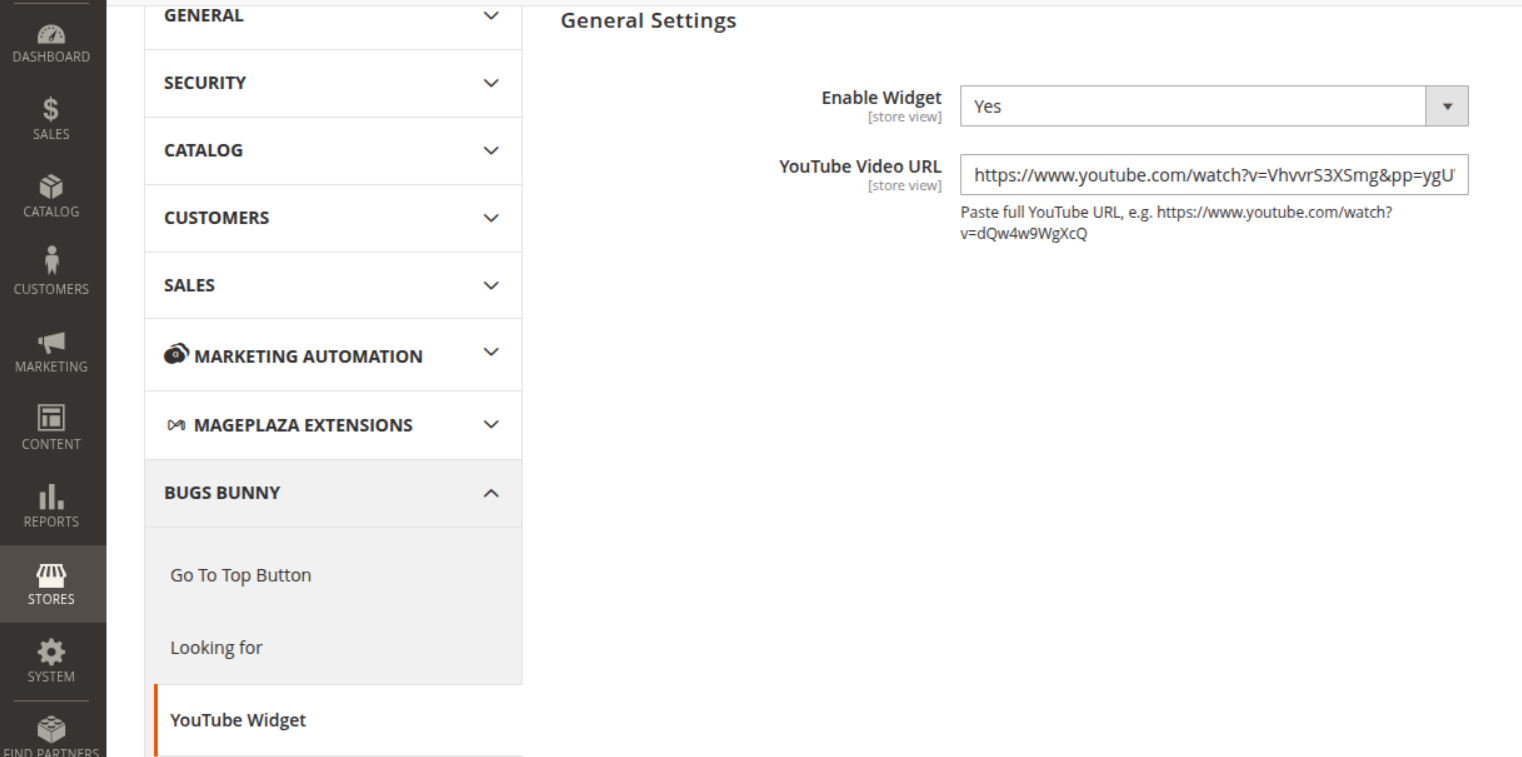 DASHBOARD
SALES
CATALOG
CUSTOMERS
MARKETING
CONTENT
REPORTS
STORES
SYSTEM
FIND PARTNERS
GENERAL
SECURITY
CATALOG
CUSTOMERS
SALES
MARKETING AUTOMATION
MAGEPLAZA EXTENSIONS
BUGS BUNNY
Go To Top Button
Looking for
YouTube Widget
General Settings
Enable Widget
[store view]
Yes
YouTube Video URL
[store view]
https://www.youtube.com/watch?v=VhvvrS3XSmg&pp=ygU
Paste full YouTube URL, e.g. https://www.youtube.com/watch?
v=dQw4w9WgXcQ